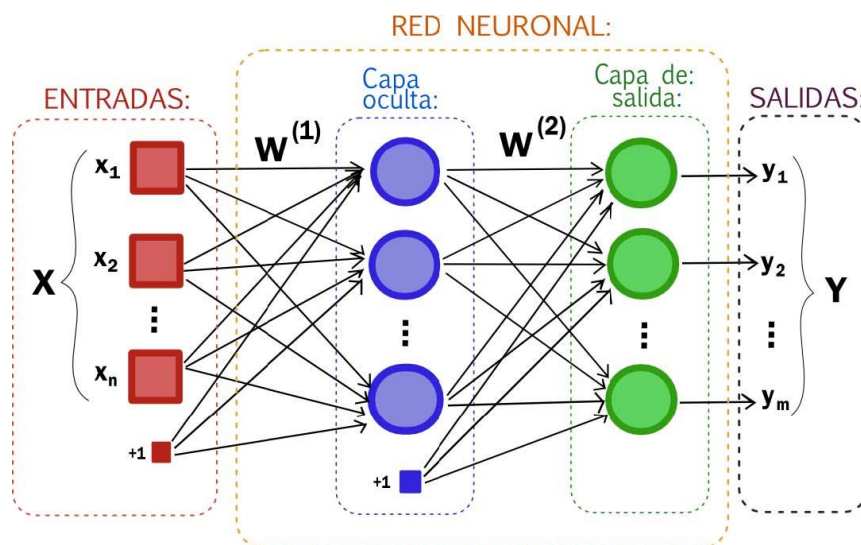 RED NEURONAL:
ENTRADAS:
Capa
oculta:
Capa de:
salida:
SALIDAS:
W(1)
W(2)
x1
x2
⋮
xn
+1
X
⋮
+1
⋮
y1
y2
⋮
ym
Y